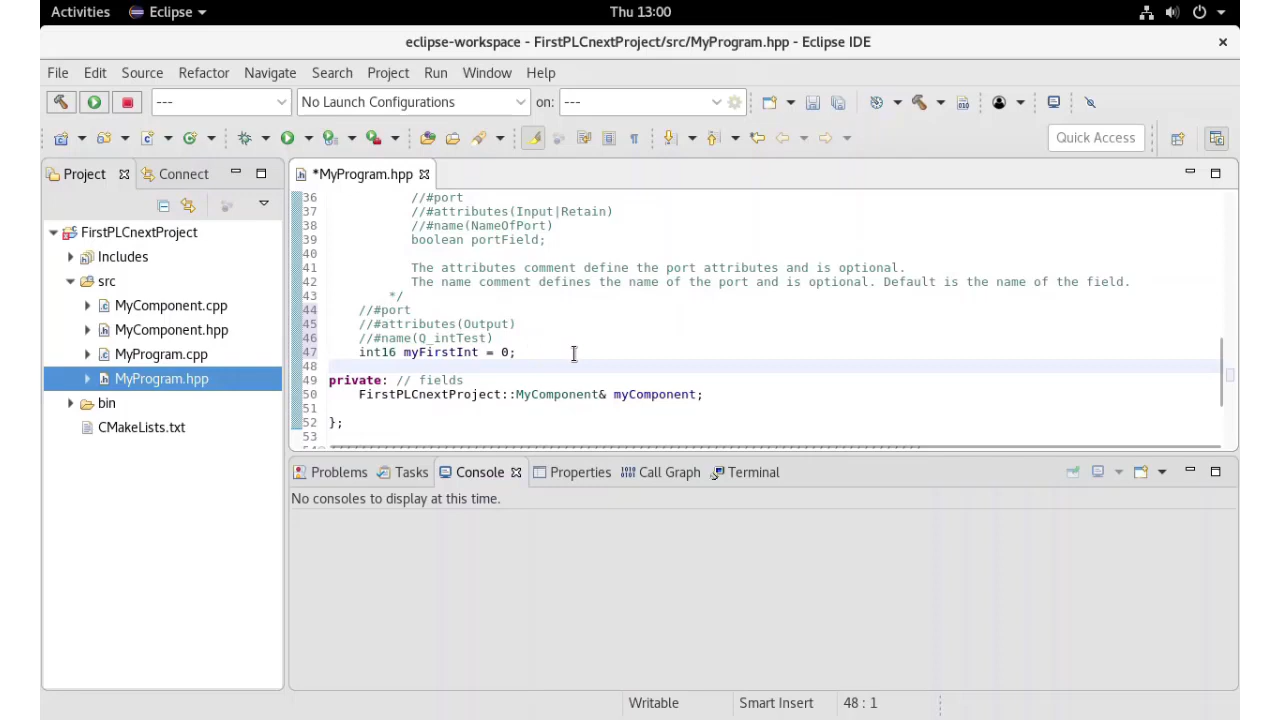 Activities Eclipse Thu 13:00
eclipse-workspace - FirstPLCnextProject/src/MyProgram.hpp - Eclipse IDE
File Edit Source Refactor Navigate Search Project Run Window Help
--- No Launch Configurations on: ---
Quick Access
Project Connect
*MyProgram.hpp
FirstPLCnextProject
Includes
src
MyComponent.cpp
MyComponent.hpp
MyProgram.cpp
MyProgram.hpp
bin
CMakeLists.txt
36 //#port
37 //#attributes(Input|Retain)
38 //#name(NameOfPort)
39 boolean portField;
40
41 The attributes comment define the port attributes and is optional.
42 The name comment defines the name of the port and is optional. Default is the name of the field.
43 */
44 //#port
45 //#attributes(Output)
46 //#name(Q_intTest)
47 int16 myFirstInt = 0;
48
49 private: // fields
50 FirstPLCnextProject::MyComponent& myComponent;
51
52 };
53
Problems Tasks Console Properties Call Graph Terminal
No consoles to display at this time.
Writable Smart Insert 48 : 1